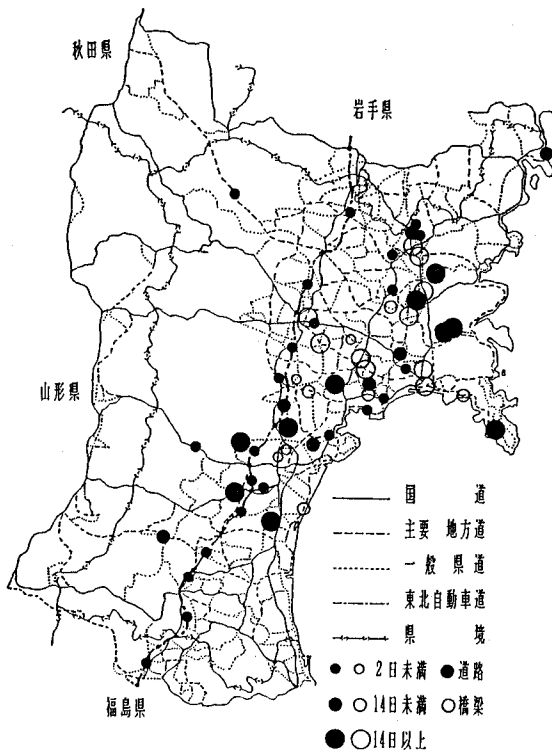 秋田県
岩手県
山形県
国 道
主要 地方道
一般 県道
東北自動車道
県 境
2日未満 道路
14日未満 橋梁
14日以上
福島県